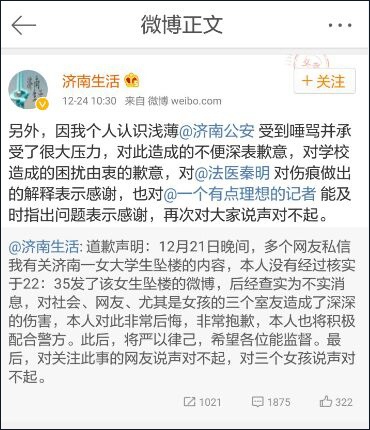 微博正文
济南生活
+关注
12-24 10:30 来自 微博 weibo.com
另外，因我个人认识浅薄@济南公安 受到唾骂并承
受了很大压力，对此造成的不便深表歉意，对学校
造成的困扰由衷的歉意，对@法医秦明 对伤痕做出
的解释表示感谢，也对@一个有点理想的记者 能及
时指出问题表示感谢，再次对大家说声对不起。
@济南生活: 道歉声明：12月21日晚间，多个网友私信
我有关济南一女大学生坠楼的内容，本人没有经过核实
于22：35发了该女生坠楼的微博，后经查实为不实消
息，对社会、网友、尤其是女孩的三个室友造成了深深
的伤害，本人对此非常后悔，非常抱歉，本人也将积极
配合警方。此后，将严以律己，希望各位能监督。最
后，对关注此事的网友说声对不起，对三个女孩说声对
不起。
1021 1875 322